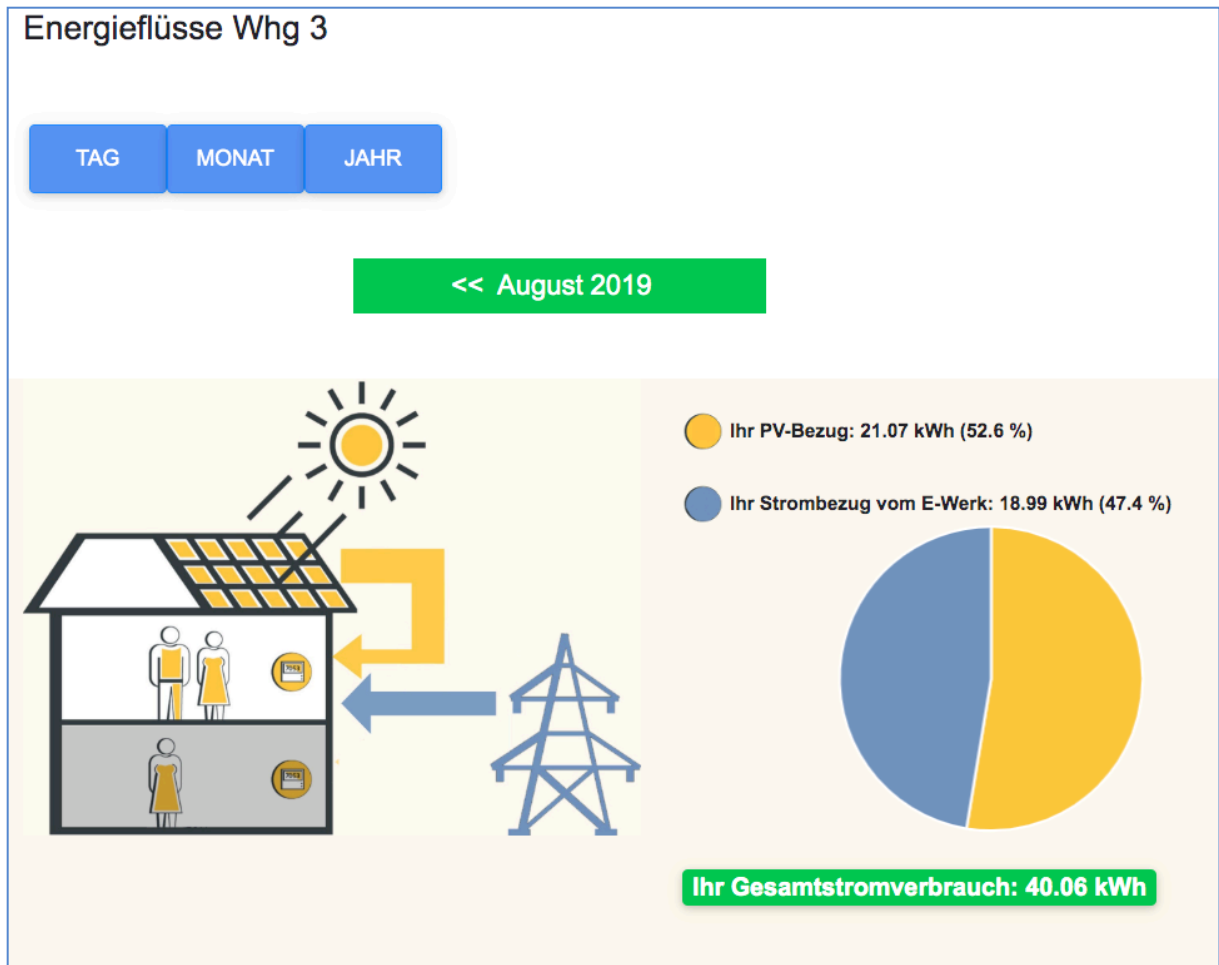 Energieflüsse Whg 3
TAG MONAT JAHR
<< August 2019
Ihr PV-Bezug: 21.07 kWh (52.6 %)
Ihr Strombezug vom E-Werk: 18.99 kWh (47.4 %)
Ihr Gesamtstromverbrauch: 40.06 kWh